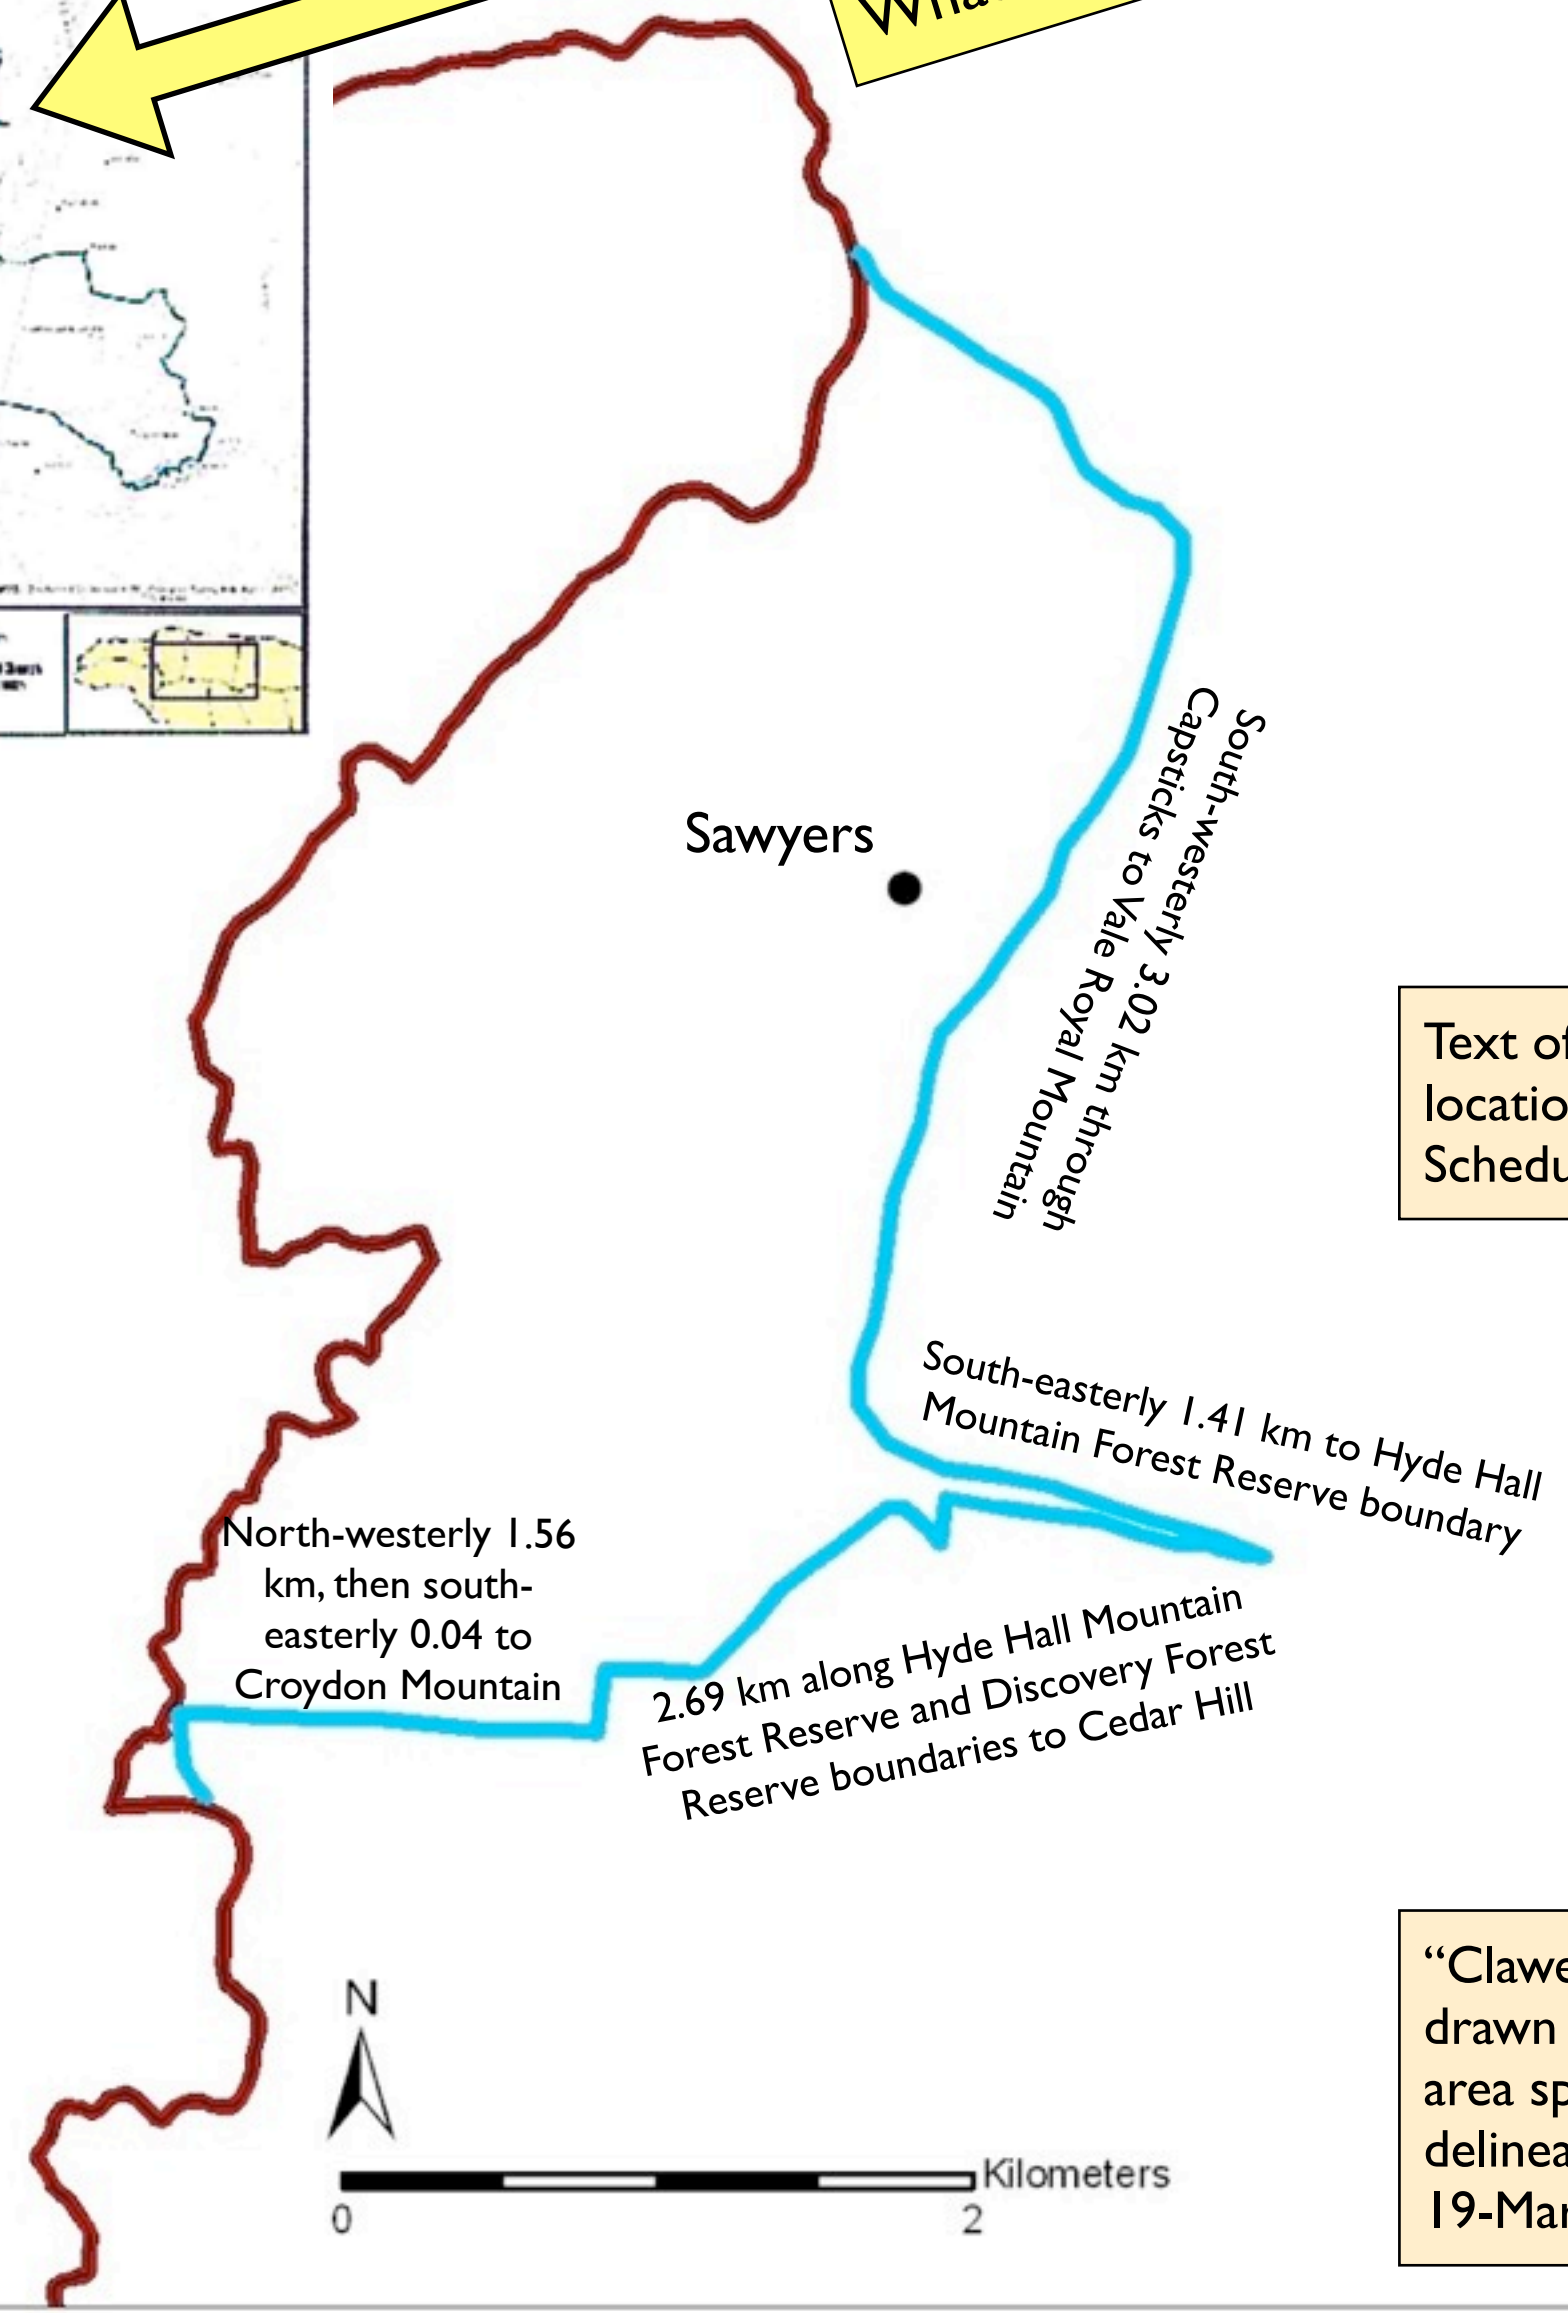 Sawyers
South-westerly 3.02 km through
Capsticks to Vale Royal Mountain
Text of
locatio
Schedu
South-easterly 1.41 km to Hyde Hall
Mountain Forest Reserve boundary
North-westerly 1.56
km, then south-
easterly 0.04 to
Croydon Mountain
2.69 km along Hyde Hall Mountain
Forest Reserve and Discovery Forest
Reserve boundaries to Cedar Hill
“Clawe
drawn
area sp
delinea
19-Mar
N
Kilometers
0 2